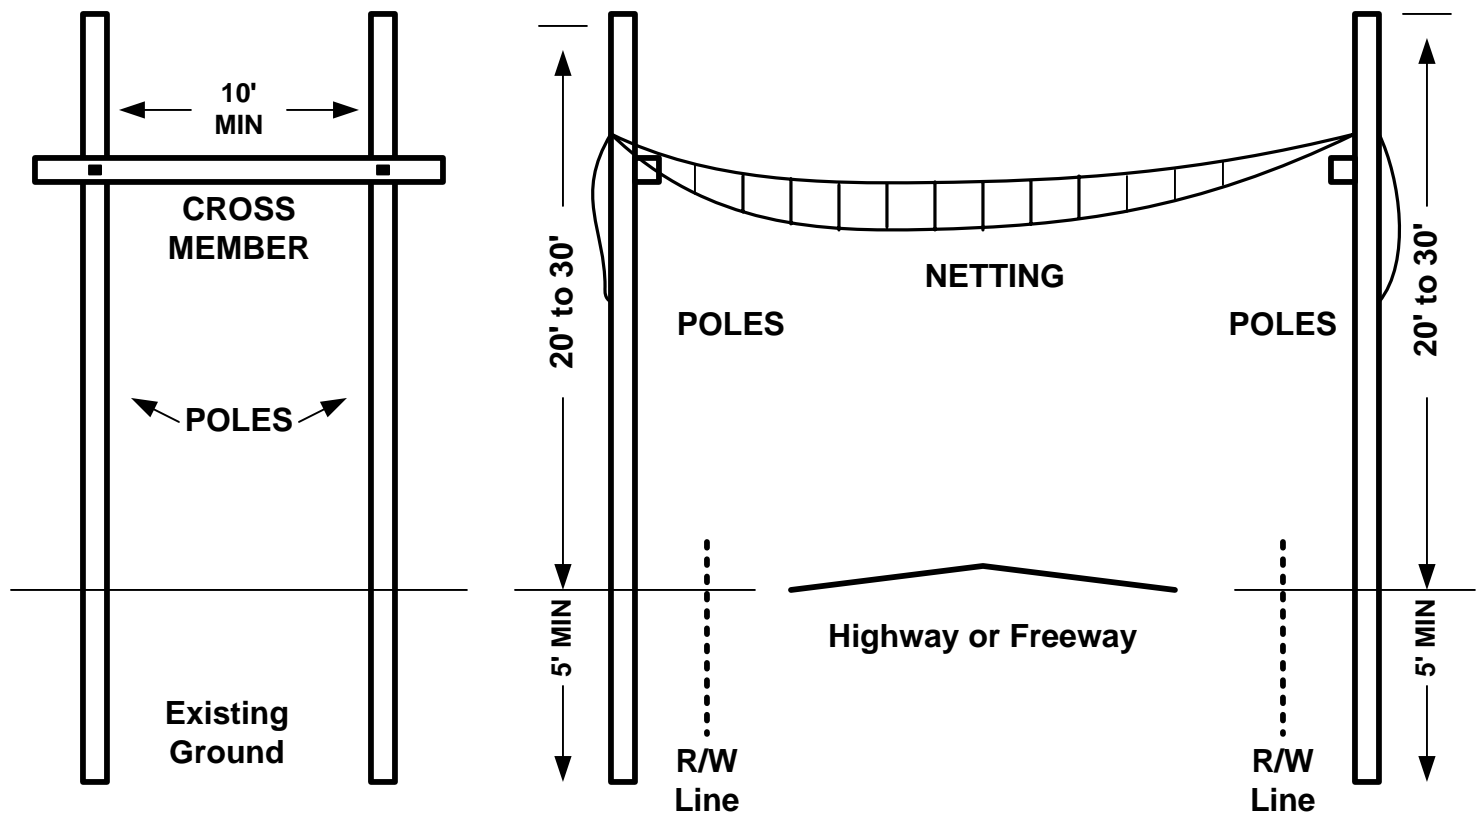 10'
MIN
CROSS
MEMBER
POLES
Existing
Ground
20' to 30'
5' MIN
NETTING
POLES
POLES
Highway or Freeway
R/W
Line
R/W
Line
20' to 30'
5' MIN